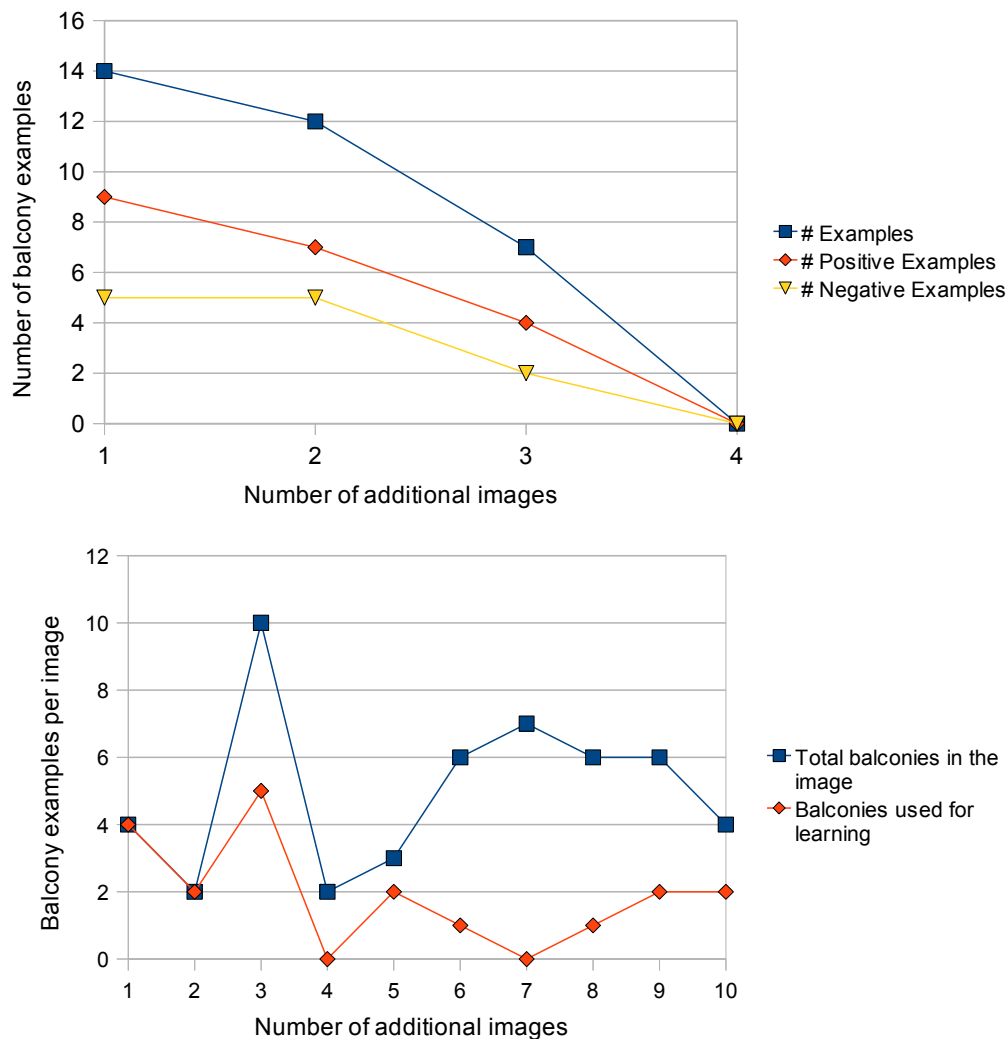 16
14
12
10
8
6
4
2
0
Number of balcony examples
1 2 3 4
Number of additional images
# Examples
# Positive Examples
# Negative Examples
12
10
8
6
4
2
0
Balcony examples per image
1 2 3 4 5 6 7 8 9 10
Number of additional images
Total balconies in the
image
Balconies used for
learning